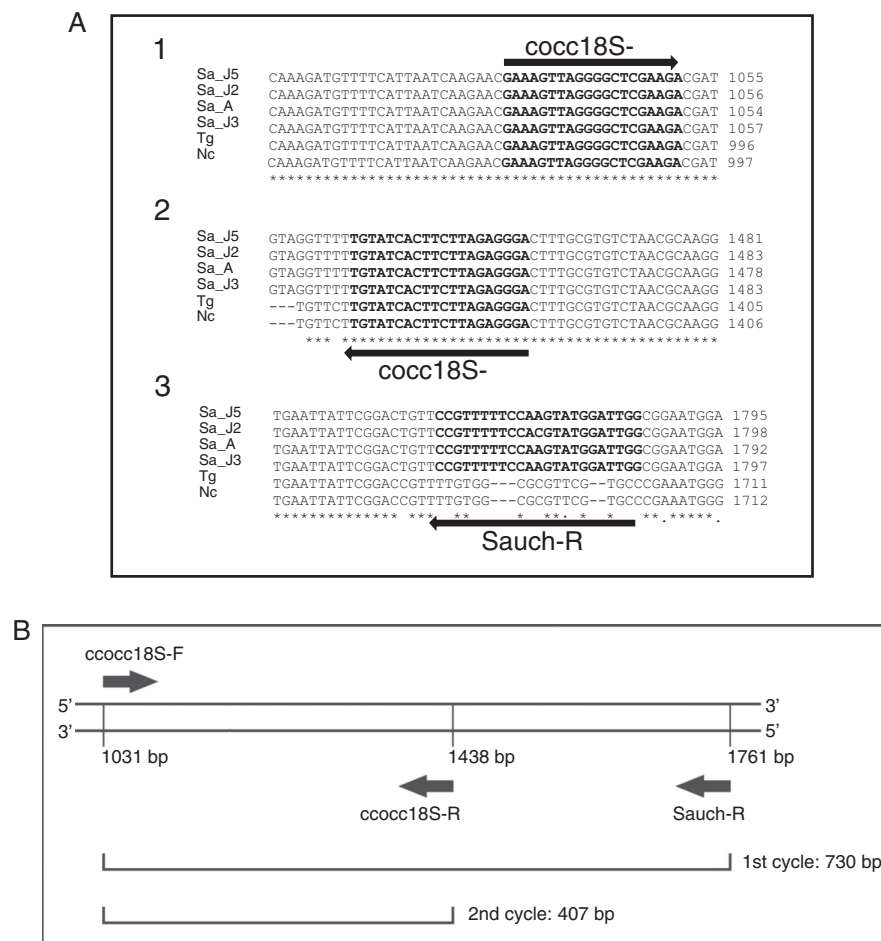 A
1
cocc18S-
Sa_J5 CAAAGATGTTTTCATTAATCAAGAACGAAAGTTAGGGGCTCGAAGACGAT 1055
Sa_J2 CAAAGATGTTTTCATTAATCAAGAACGAAAGTTAGGGGCTCGAAGACGAT 1056
Sa_A CAAAGATGTTTTCATTAATCAAGAACGAAAGTTAGGGGCTCGAAGACGAT 1054
Sa_J3 CAAAGATGTTTTCATTAATCAAGAACGAAAGTTAGGGGCTCGAAGACGAT 1057
Tg CAAAGATGTTTTCATTAATCAAGAACGAAAGTTAGGGGCTCGAAGACGAT 996
Nc CAAAGATGTTTTCATTAATCAAGAACGAAAGTTAGGGGCTCGAAGACGAT 997
**************************************************
2
Sa_J5 GTAGGTTTTTGTATCACTTCTTAGAGGGACTTTGCGTGTCTAACGCAAGG 1481
Sa_J2 GTAGGTTTTTGTATCACTTCTTAGAGGGACTTTGCGTGTCTAACGCAAGG 1483
Sa_A GTAGGTTTTTGTATCACTTCTTAGAGGGACTTTGCGTGTCTAACGCAAGG 1478
Sa_J3 GTAGGTTTTTGTATCACTTCTTAGAGGGACTTTGCGTGTCTAACGCAAGG 1483
Tg ---TGTTCTTGTATCACTTCTTAGAGGGACTTTGCGTGTCTAACGCAAGG 1405
Nc ---TGTTCTTGTATCACTTCTTAGAGGGACTTTGCGTGTCTAACGCAAGG 1406
*** ******************************************
cocc18S-
3
Sa_J5 TGAATTATTCGGACTGTTCCGTTTTTCCAAGTATGGATTGGCGGAATGGA 1795
Sa_J2 TGAATTATTCGGACTGTTCCGTTTTTCCACGTATGGATTGGCGGAATGGA 1798
Sa_A TGAATTATTCGGACTGTTCCGTTTTTCCAAGTATGGATTGGCGGAATGGA 1792
Sa_J3 TGAATTATTCGGACTGTTCCGTTTTTCCAAGTATGGATTGGCGGAATGGA 1797
Tg TGAATTATTCGGACCGTTTTGTGG---CGCGTTCG--TGCCCGAAATGGA 1711
Nc TGAATTATTCGGACCGTTTTGTGG---CGCGTTCG--TGCCCGAAATGGG 1712
************** *** ** * **. * * **.*****.
Sauch-R
B
ccocc18S-F
5’ 3’
3’ 5’
1031 bp 1438 bp 1761 bp
ccocc18S-R Sauch-R
1st cycle: 730 bp
2nd cycle: 407 bp